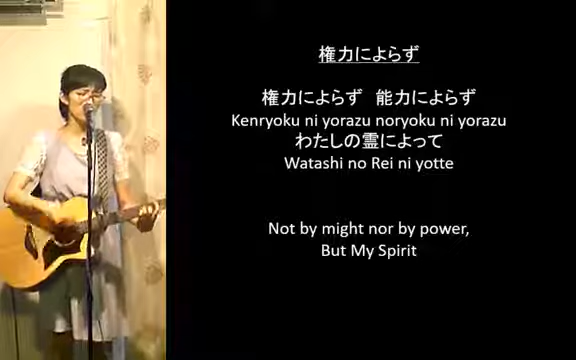 権力によらず
権力によらず 能力によらず
Kenryoku ni yorazu noryoku ni yorazu
わたしの霊によって
Watashi no Rei ni yotte
Not by might nor by power,
But My Spirit